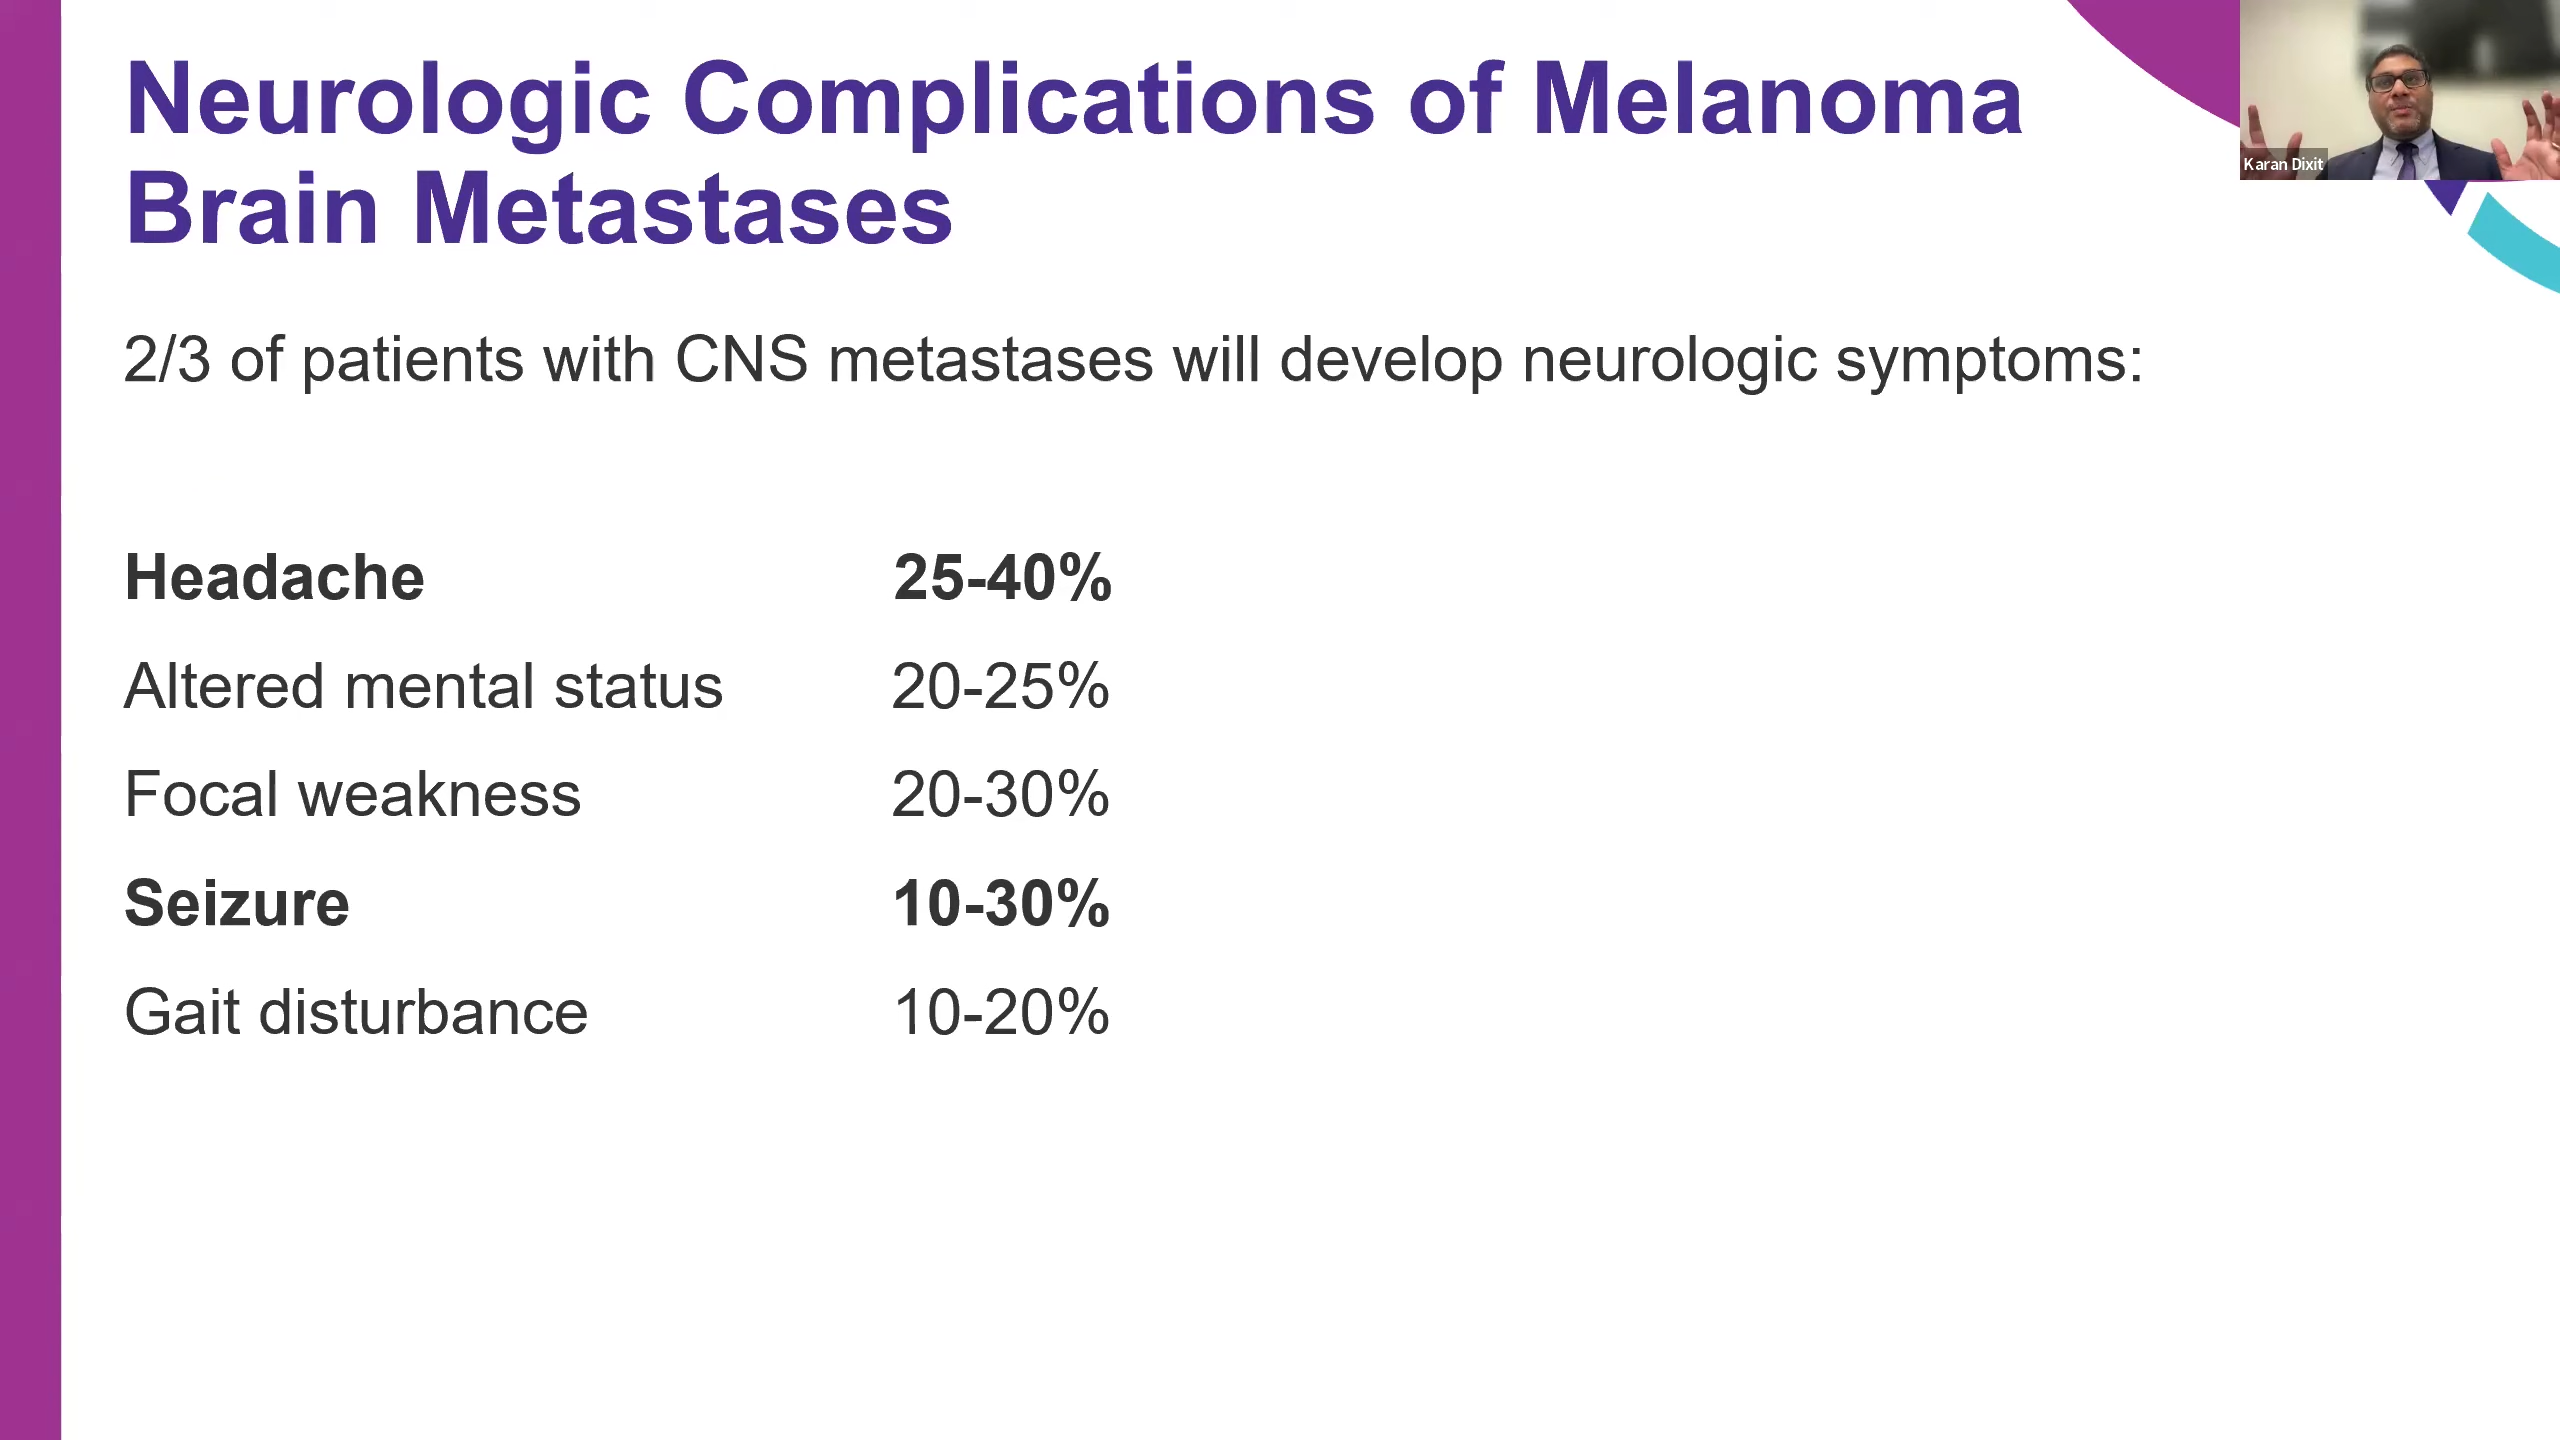 Neurologic Complications of Melanoma
Brain Metastases
Karan Dixit
2/3 of patients with CNS metastases will develop neurologic symptoms:
Headache 25-40%
Altered mental status 20-25%
Focal weakness 20-30%
Seizure 10-30%
Gait disturbance 10-20%